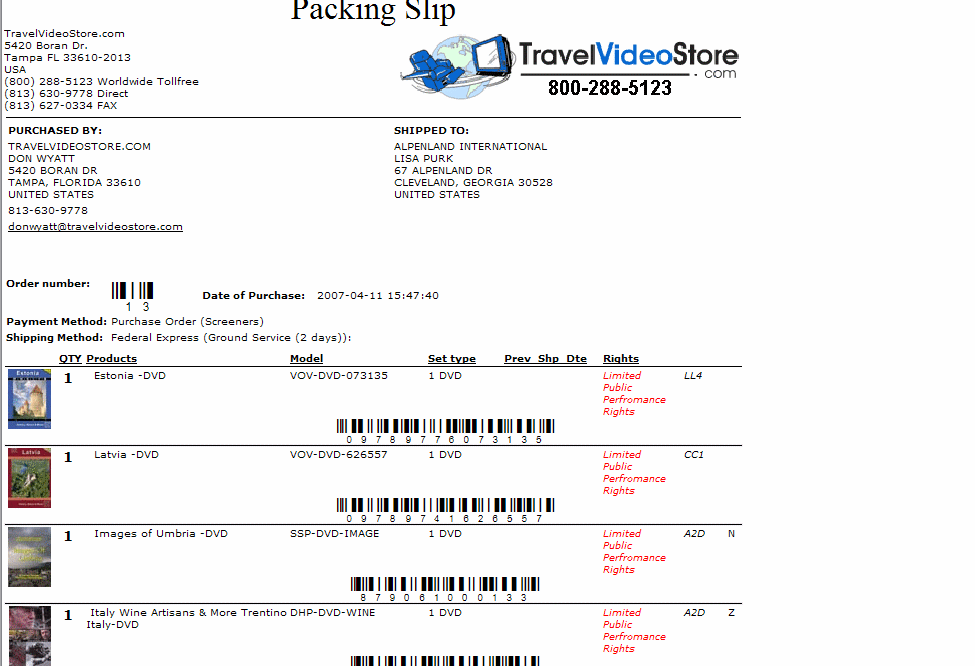 Packing Slip
TravelVideoStore.com
5420 Boran Dr.
Tampa FL 33610-2013
USA
(800) 288-5123 Worldwide Tollfree
(813) 630-9778 Direct
(813) 627-0334 FAX
TravelVideoStore
.com
800-288-5123
PURCHASED BY:
TRAVELVIDEOSTORE.COM
DON WYATT
5420 BORAN DR
TAMPA, FLORIDA 33610
UNITED STATES
813-630-9778
donwyatt@travelvideostore.com
SHIPPED TO:
ALPENLAND INTERNATIONAL
LISA PURK
67 ALPENLAND DR
CLEVELAND, GEORGIA 30528
UNITED STATES
Order number:
1 3
Date of Purchase: 2007-04-11 15:47:40
Payment Method: Purchase Order (Screeners)
Shipping Method: Federal Express (Ground Service (2 days)):
QTY Products Model Set type Prev Shp Dte Rights
Estonia
1 Estonia -DVD VOV-DVD-073135 1 DVD Limited LL4
Public
Perfromance
Rights
0 9 7 8 9 7 7 6 0 7 3 1 3 5
Latvia
1 Latvia -DVD VOV-DVD-626557 1 DVD Limited CC1
Public
Perfromance
Rights
0 9 7 8 9 7 4 1 6 2 6 5 5 7
1 Images of Umbria -DVD SSP-DVD-IMAGE 1 DVD Limited A2D N
Public
Perfromance
Rights
8 7 9 0 6 1 0 0 0 1 3 3
1 Italy Wine Artisans & More Trentino DHP-DVD-WINE 1 DVD Limited A2D Z
Italy-DVD Public
Perfromance
Rights